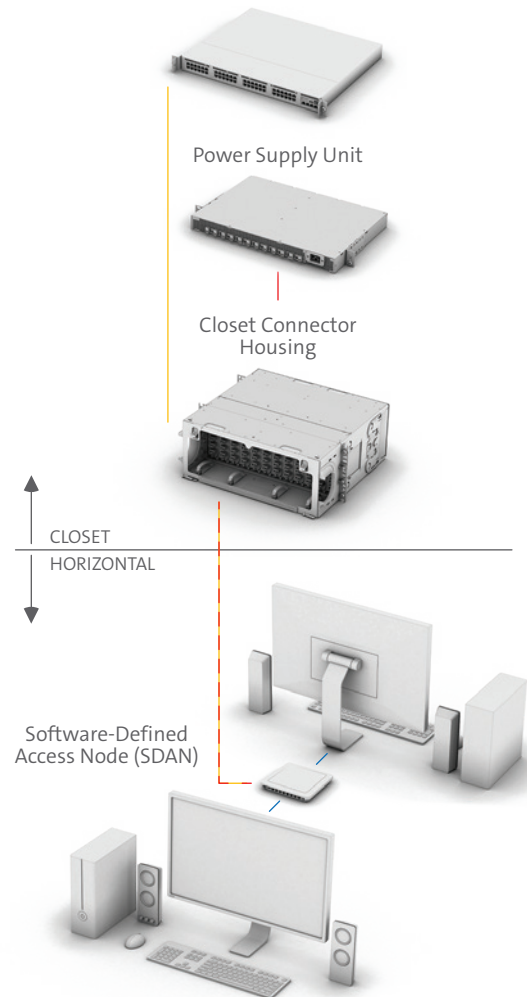 Power Supply Unit
Closet Connector
Housing
CLOSET
HORIZONTAL
Software-Defined
Access Node (SDAN)